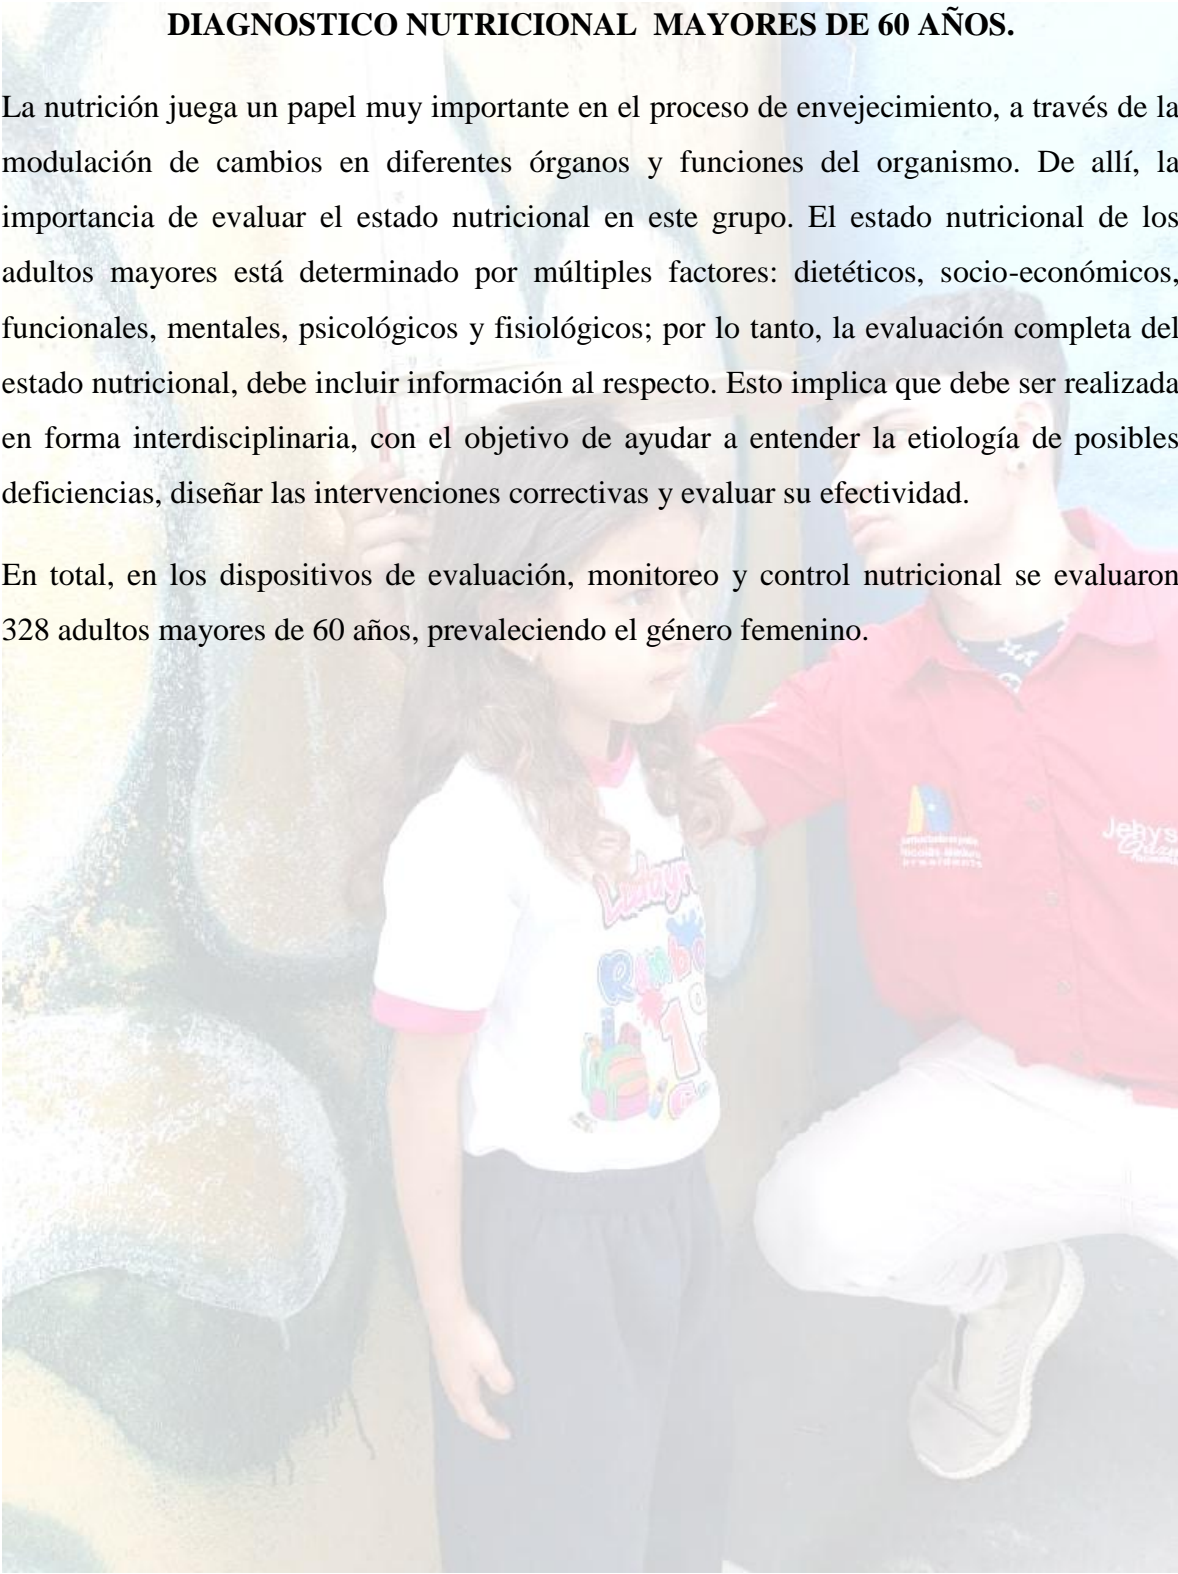 DIAGNOSTICO NUTRICIONAL MAYORES DE 60 AÑOS.
La nutrición juega un papel muy importante en el proceso de envejecimiento, a través de la
modulación de cambios en diferentes órganos y funciones del organismo. De allí, la
importancia de evaluar el estado nutricional en este grupo. El estado nutricional de los
adultos mayores está determinado por múltiples factores: dietéticos, socio-económicos,
funcionales, mentales, psicológicos y fisiológicos; por lo tanto, la evaluación completa del
estado nutricional, debe incluir información al respecto. Esto implica que debe ser realizada
en forma interdisciplinaria, con el objetivo de ayudar a entender la etiología de posibles
deficiencias, diseñar las intervenciones correctivas y evaluar su efectividad.
En total, en los dispositivos de evaluación, monitoreo y control nutricional se evaluaron
328 adultos mayores de 60 años, prevaleciendo el género femenino.
Nicolás Maduro
1